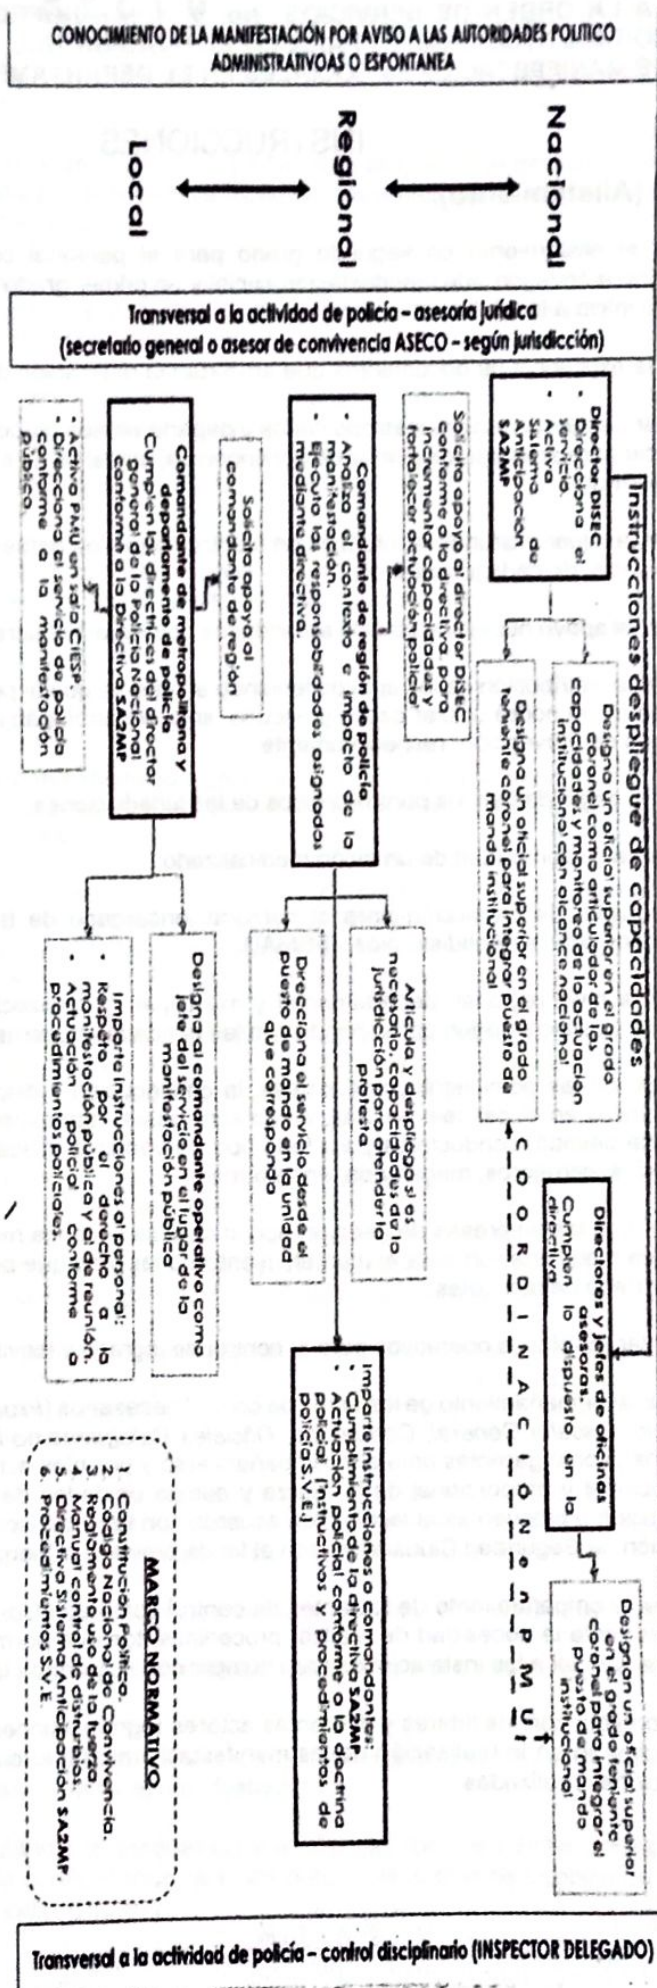 CONOCIMIENTO DE LA MANIFESTACIÓN POR AVISO A LAS AUTORIDADES POLITICO
ADMINISTRATIVOAS O ESPONTANEA
Nacional
Regional
Local
Transversal a la actividad de policía – asesoría jurídica
(secretario general o asesor de convivencia ASECO – según jurisdicción)
Instrucciones despliegue de capacidades
Director DISEC
• Direcciona el
servicio.
• Activa
Sistema de
Anticipación
SA2MP
Designa un oficial superior en el grado
coronel como articulador de las
capacidades y monitoreo de la actuación
institucional con alcance nacional
Designa un oficial superior en el grado
teniente coronel para integrar puesto de
mando institucional
Directores y jefes de oficinas
asesoras.
Cumplen lo dispuesto en la
directiva
Designan un oficial superior
en el grado teniente
coronel para integrar el
puesto de mando
institucional
COORDINACIÓN PMU
Solicita apoyo al director DISEC
conforme a la directiva, para
incrementar capacidades y
fortalecer actuación policial
Comandante de región de policía
• Analiza el contexto e impacto de la
manifestación.
• Ejecuta las responsabilidades asignadas
mediante directiva.
Articula y despliega si es
necesario, capacidades de la
jurisdicción para atender la
protesta
Direcciona el servicio desde el
puesto de mando en la unidad
que corresponda
Imparte instrucciones a comandantes:
• Cumplimiento de la directiva SA2MP
• Actuación policial conforme a la doctrina
policial (instructivos y procedimientos de
policía S.V.E.)
Solicita apoyo al
comandante de región
Comandante de metropolitana y
departamento de policía
Cumplen las directrices del director
general de la Policía Nacional
conforme a la Directiva SA2MP
• Activa PMU en sala CIESP
• Direcciona el servicio de policía
conforme a la manifestación
pública.
Designa al comandante operativo como
jefe del servicio en el lugar de la
manifestación pública
Imparte instrucciones al personal:
• Respeto por el derecho a la
manifestación pública y al de reunión.
• Actuación policial conforme a
procedimientos policiales.
MARCO NORMATIVO
1. Constitución Política.
2. Código Nacional de Convivencia.
3. Reglamento uso de la fuerza.
4. Manual control de disturbios.
5. Directiva Sistema Anticipación SA2MP.
6. Procedimientos S.V.E.
Transversal a la actividad de policía – control disciplinario (INSPECTOR DELEGADO)